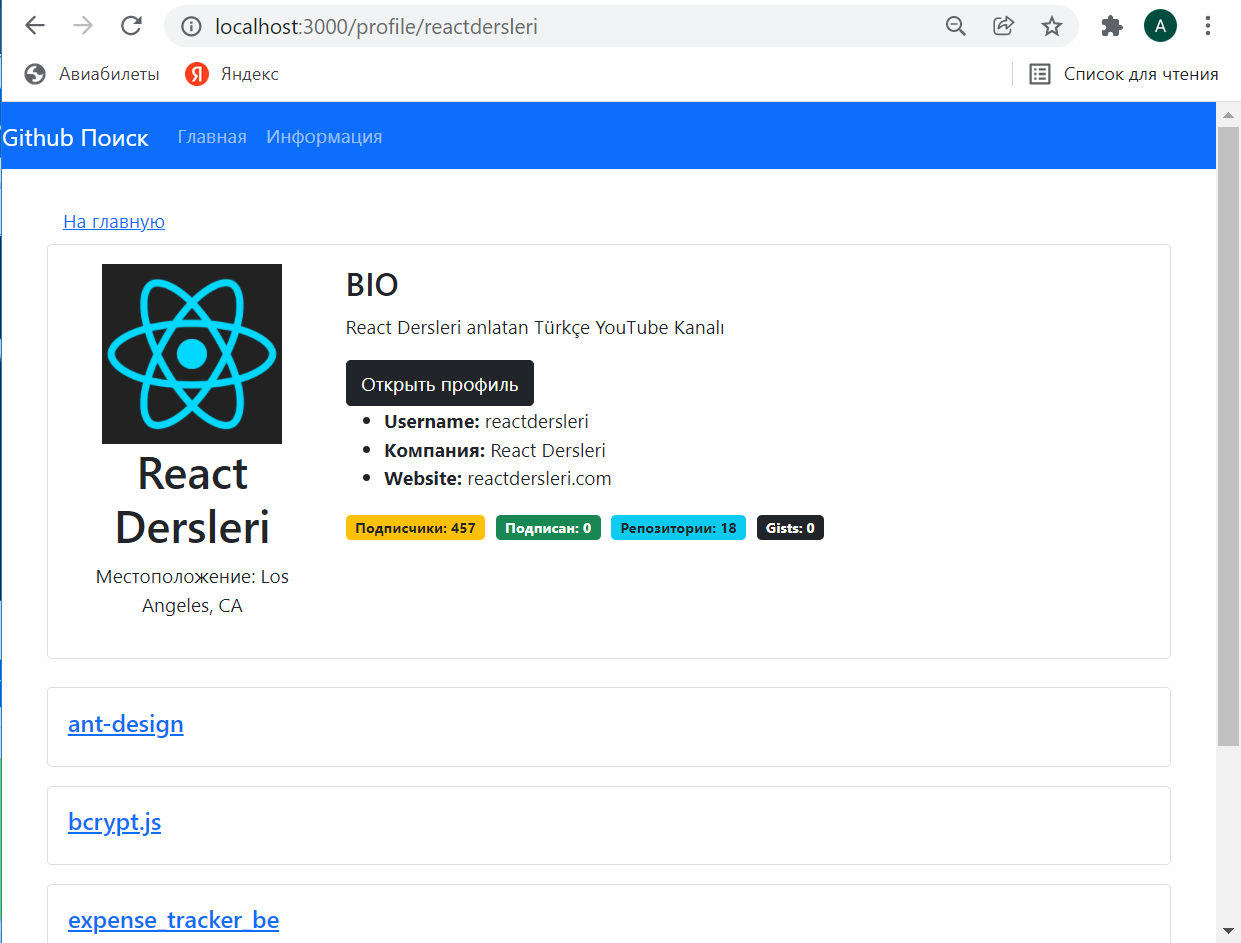 localhost:3000/profile/reactdersleri
A
Авиабилеты
Я
Яндекс
Список для чтения
Github Поиск Главная Информация
На главную
React
Dersleri
Местоположение: Los
Angeles, CA
BIO
React Dersleri anlatan Türkçe YouTube Kanalı
Открыть профиль
Username: reactdersleri
Компания: React Dersleri
Website: reactdersleri.com
Подписчики: 457 Подписан: 0 Репозитории: 18 Gists: 0
ant-design
bcrypt.js
expense_tracker_be